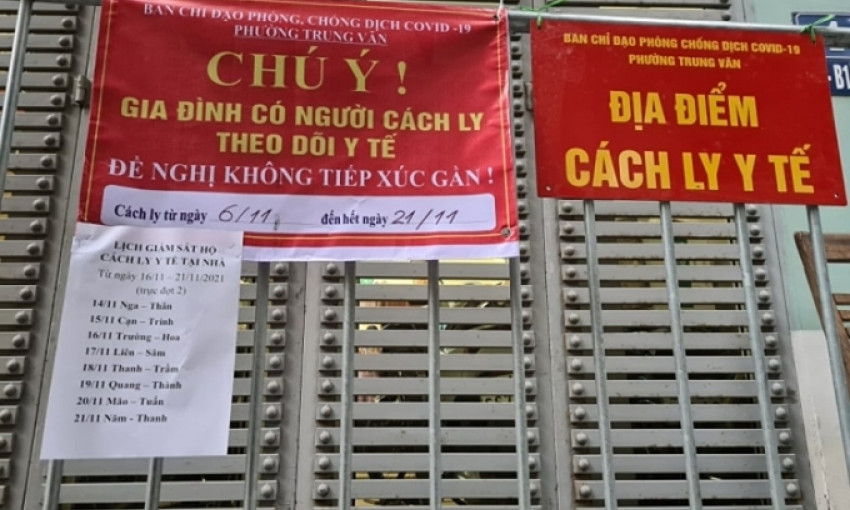 BAN CHỈ ĐẠO PHÒNG, CHỐNG DỊCH COVID -19
PHƯỜNG TRUNG VĂN
CHÚ Ý !
GIA ĐÌNH CÓ NGƯỜI CÁCH LY
THEO DÕI Y TẾ
ĐỀ NGHỊ KHÔNG TIẾP XÚC GẦN !
Cách ly từ ngày 6/11 đến hết ngày 21/11
LỊCH GIÁM SÁT HỘ
CÁCH LY Y TẾ TẠI NHÀ
Từ ngày 16/11 – 21/11/2021
(trực đợt 2)
14/11 Nga – Thân
15/11 Cạn – Trinh
16/11 Trường – Hoa
17/11 Liên – Sâm
18/11 Thanh – Trầm
19/11 Quang – Thành
20/11 Mão – Tuấn
21/11 Năm - Thanh
BAN CHỈ ĐẠO PHÒNG CHỐNG DỊCH COVID-19
PHƯỜNG TRUNG VĂN
ĐỊA ĐIỂM
CÁCH LY Y TẾ